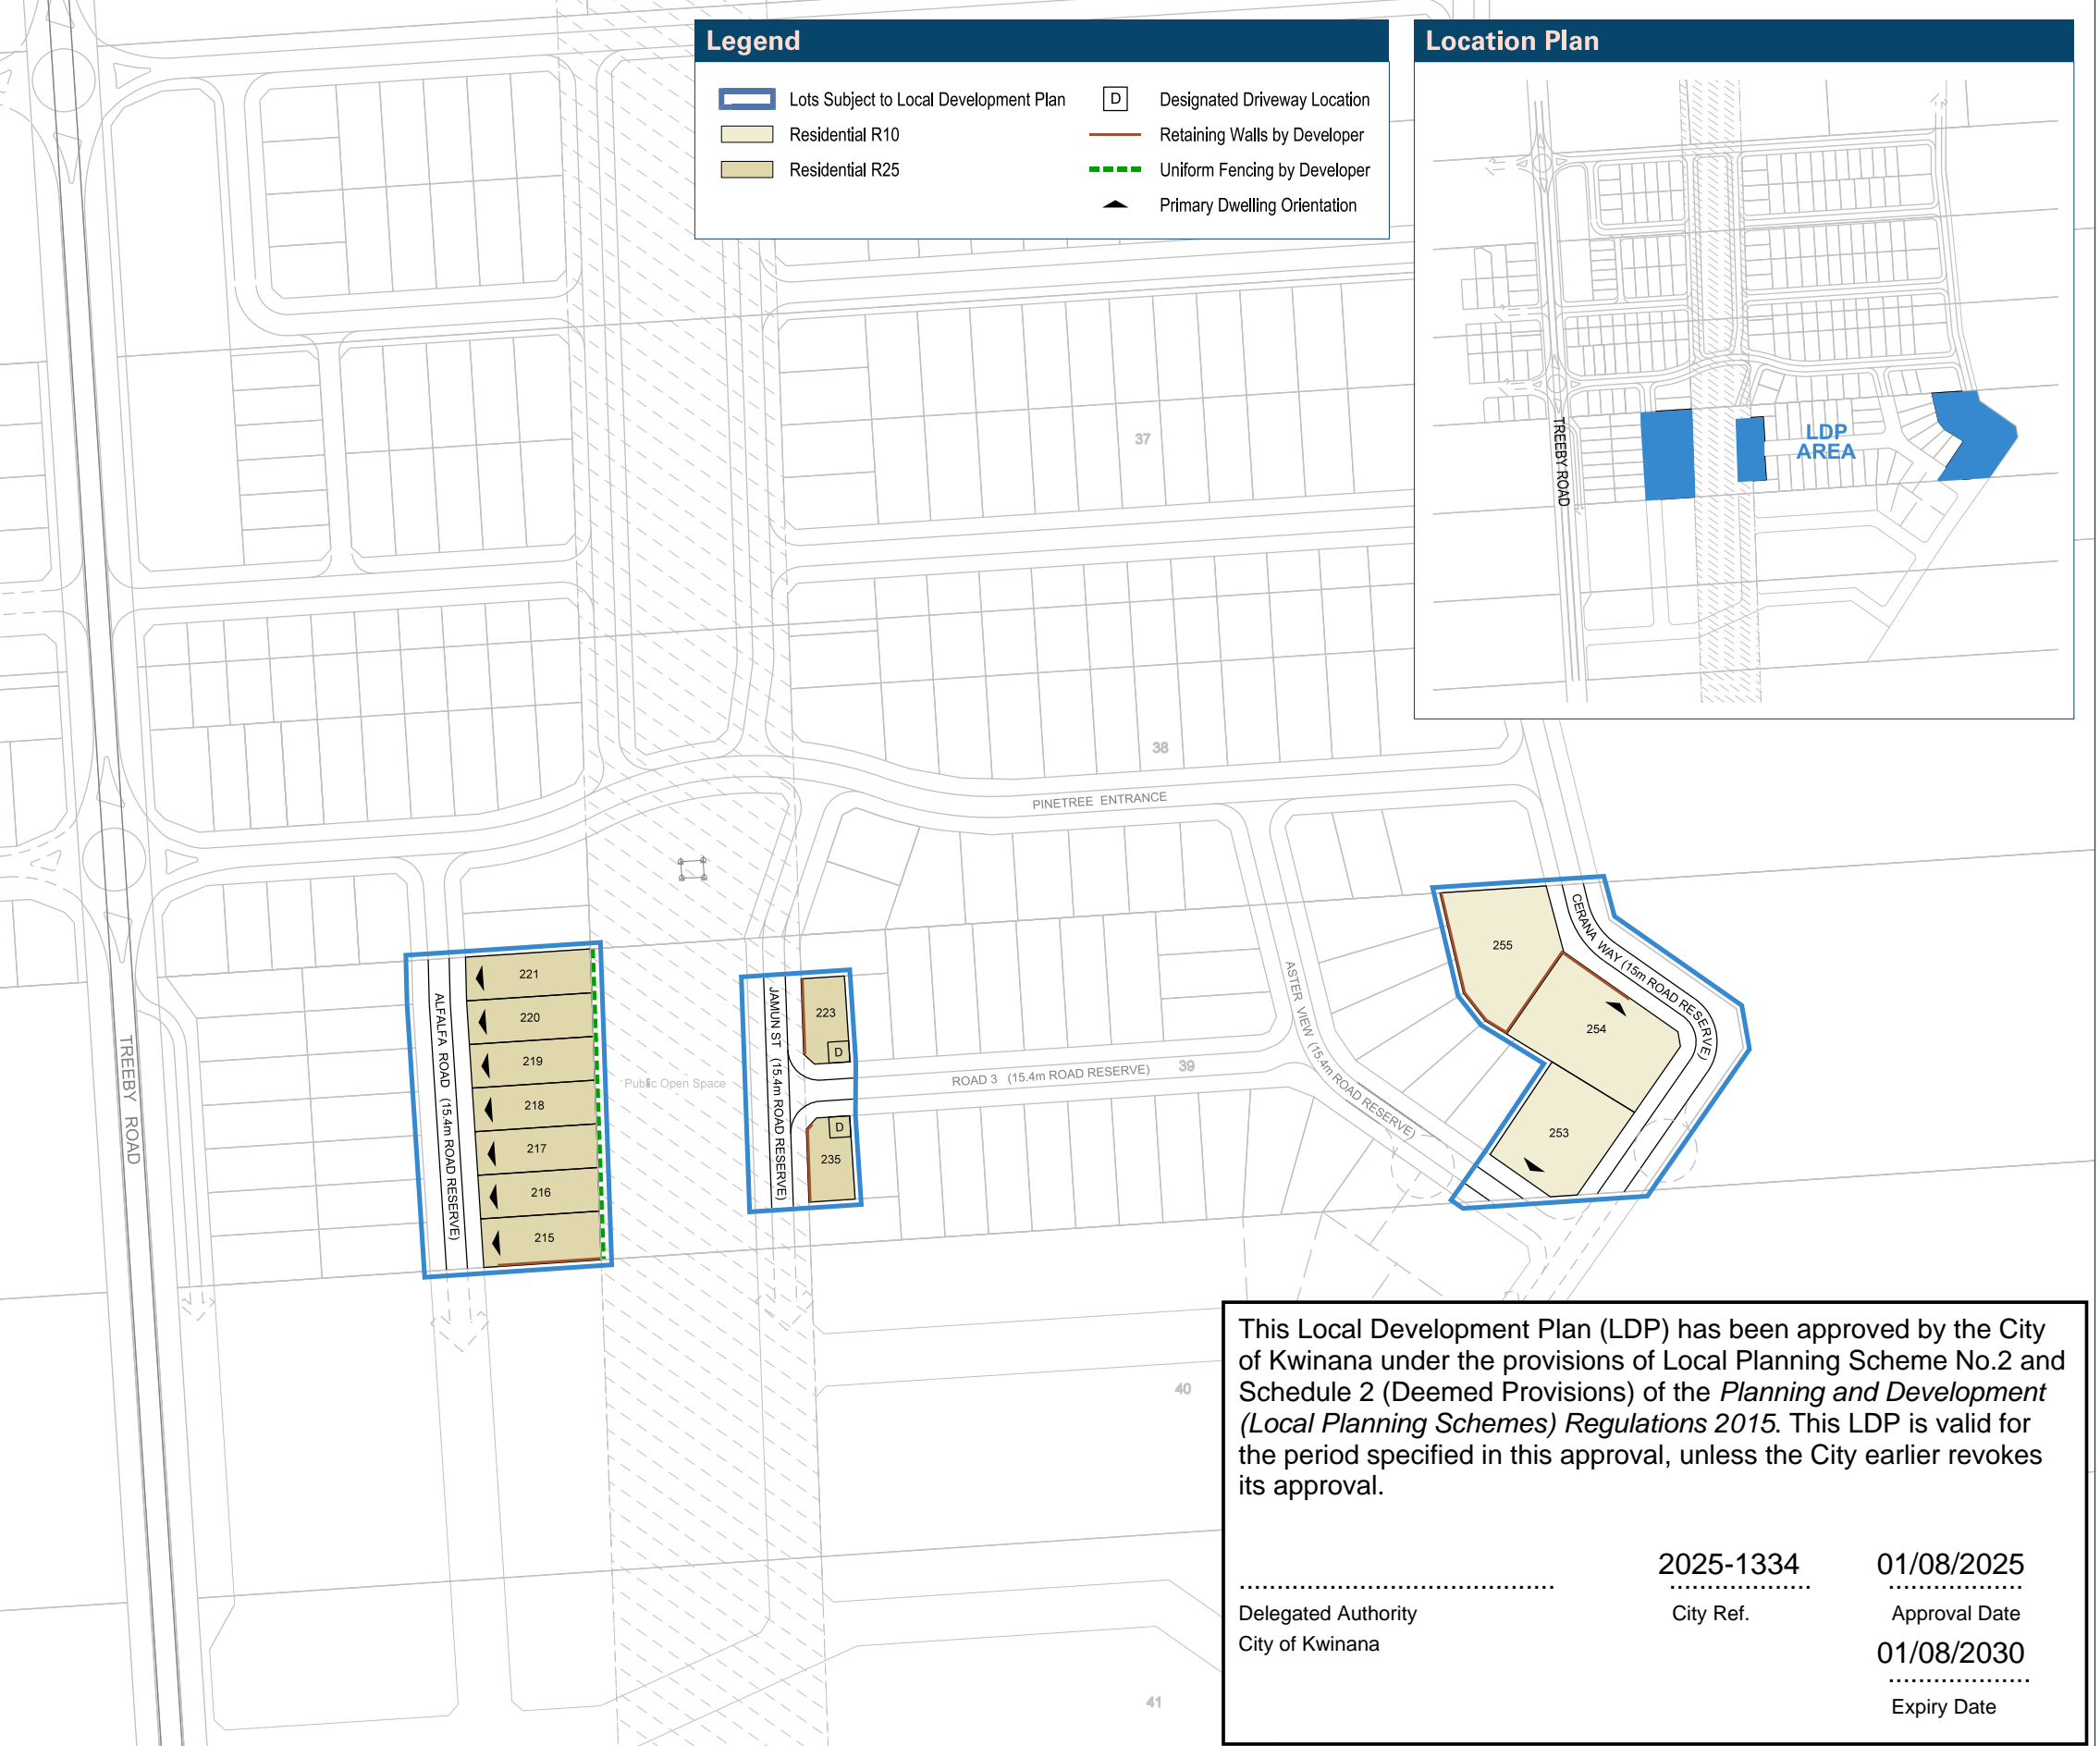 Legend
Lots Subject to Local Development Plan
Residential R10
Residential R25
D
Designated Driveway Location
Retaining Walls by Developer
Uniform Fencing by Developer
Primary Dwelling Orientation
Location Plan
TREEBY ROAD
LDP
AREA
37
38
PINETREE ENTRANCE
TREEBY ROAD
ALFALFA ROAD (15.4m ROAD RESERVE)
221
220
219
218
217
216
215
Public Open Space
JAMUN ST (15.4m ROAD RESERVE)
223
D
D
235
ROAD 3 (15.4m ROAD RESERVE)
39
ASTER VIEW (15.4m ROAD RESERVE)
CERANA WAY (15m ROAD RESERVE)
255
254
253
40
41
This Local Development Plan (LDP) has been approved by the City
of Kwinana under the provisions of Local Planning Scheme No.2 and
Schedule 2 (Deemed Provisions) of the Planning and Development
(Local Planning Schemes) Regulations 2015. This LDP is valid for
the period specified in this approval, unless the City earlier revokes
its approval.
2025-1334
01/08/2025
Delegated Authority
City of Kwinana
City Ref.
Approval Date
01/08/2030
Expiry Date